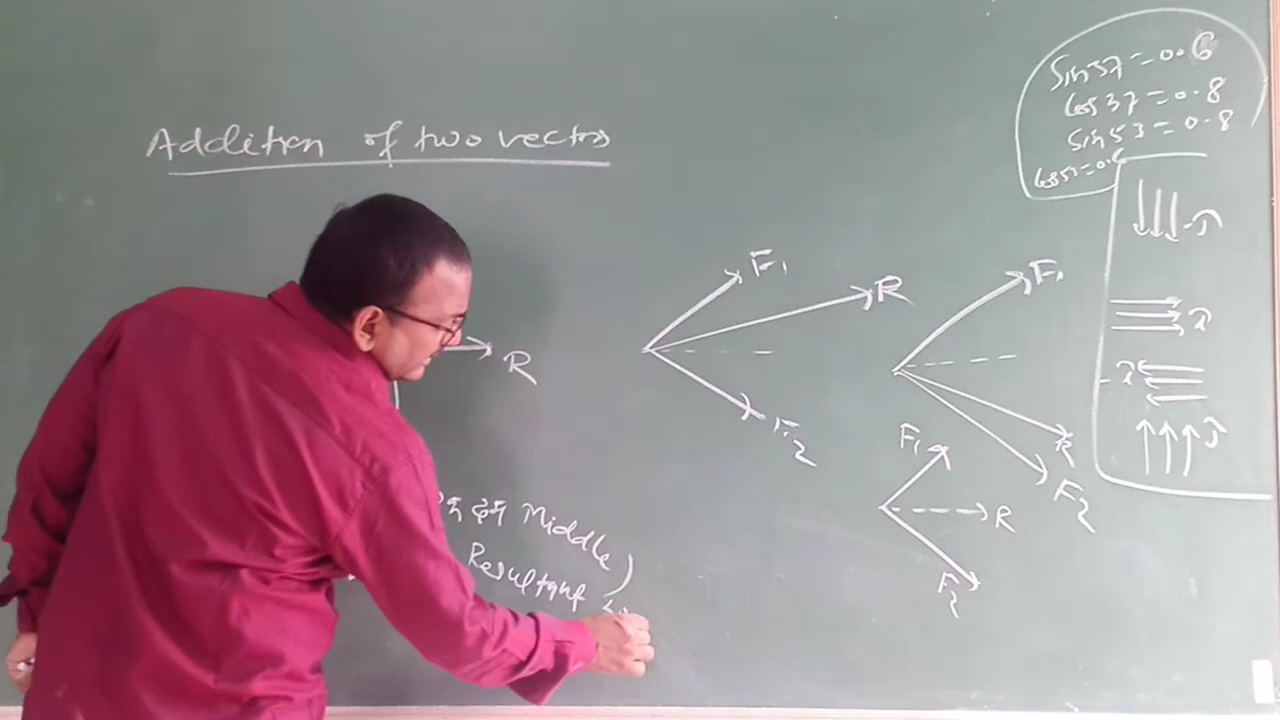 Addition of two vectors
Sin37=0.6
Cos37=0.8
Sin53=0.8
Cos53=0.6
-ĵ
F1
R
F1
R
î
R
F2
-î
F1
R
F2
ĵ
Middle)
R
Resultant
F2